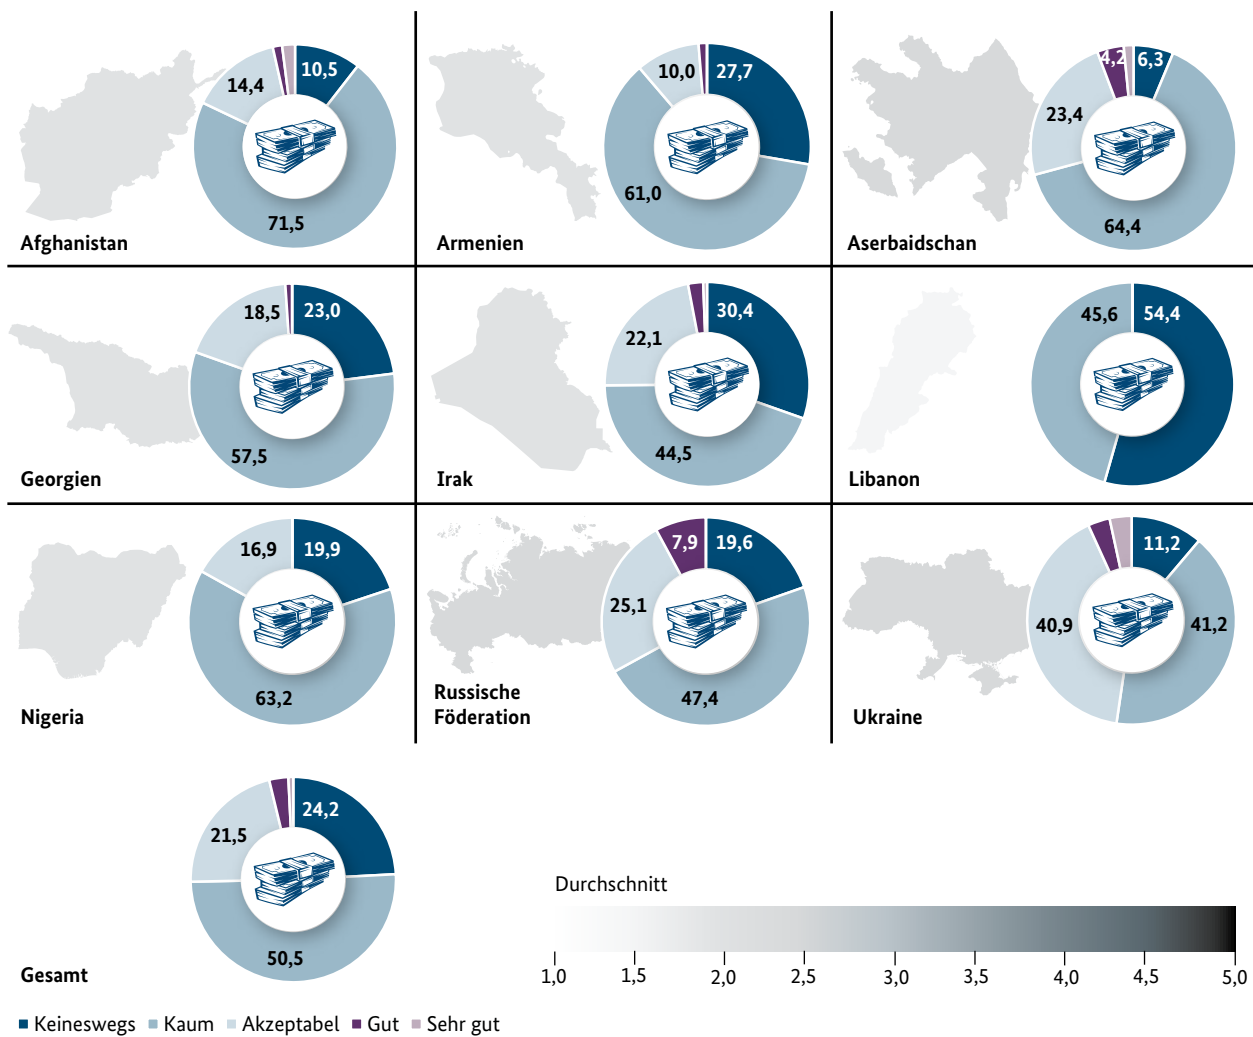 10,5
14,4
71,5
Afghanistan
27,7
10,0
61,0
Armenien
4,2
6,3
23,4
64,4
Aserbaidschan
23,0
18,5
57,5
Georgien
30,4
22,1
44,5
Irak
45,6
54,4
Libanon
16,9
19,9
63,2
Nigeria
7,9
19,6
25,1
47,4
Russische
Föderation
11,2
40,9
41,2
Ukraine
24,2
21,5
50,5
Gesamt
Durchschnitt
1,0 1,5 2,0 2,5 3,0 3,5 4,0 4,5 5,0
Keineswegs Kaum Akzeptabel Gut Sehr gut